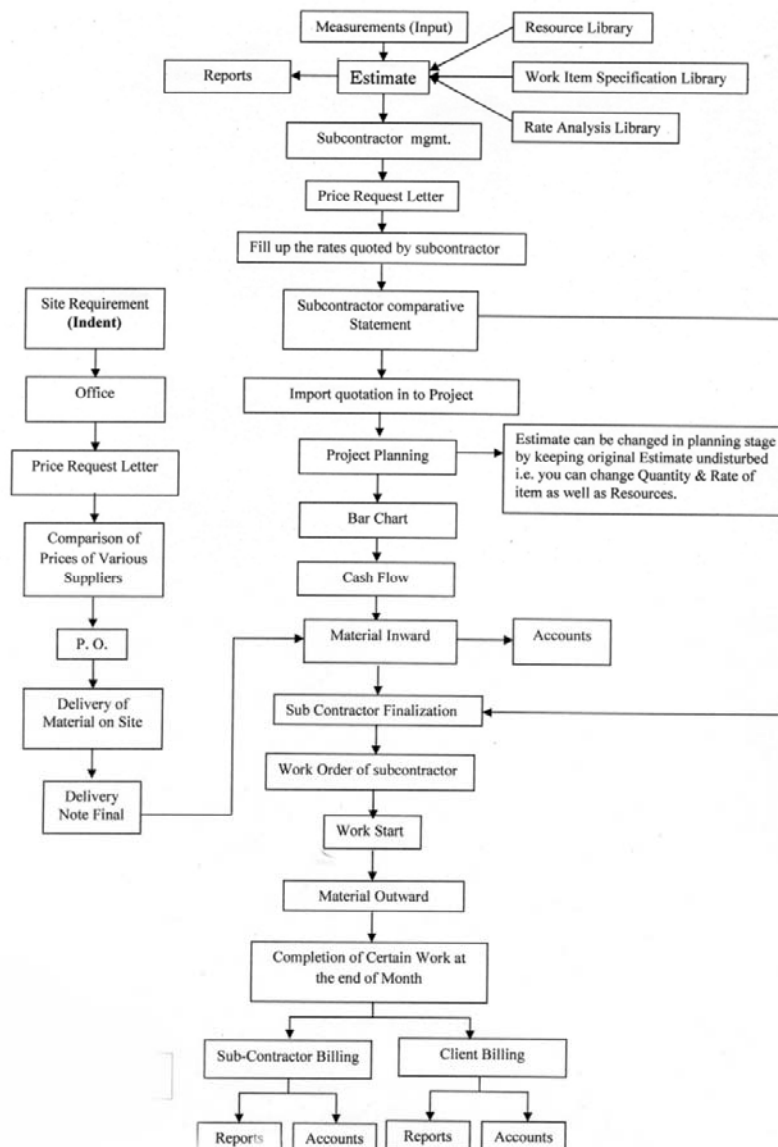 Measurements (Input)
Resource Library
Reports
Estimate
Work Item Specification Library
Rate Analysis Library
Subcontractor mgmt.
Price Request Letter
Fill up the rates quoted by subcontractor
Site Requirement
(Indent)
Subcontractor comparative
Statement
Office
Import quotation in to Project
Price Request Letter
Project Planning
Estimate can be changed in planning stage
by keeping original Estimate undisturbed
i.e. you can change Quantity & Rate of
item as well as Resources.
Bar Chart
Comparison of
Prices of Various
Suppliers
Cash Flow
P. O.
Material Inward
Accounts
Delivery of
Material on Site
Sub Contractor Finalization
Work Order of subcontractor
Delivery
Note Final
Work Start
Material Outward
Completion of Certain Work at
the end of Month
Sub-Contractor Billing
Client Billing
Reports
Accounts
Reports
Accounts